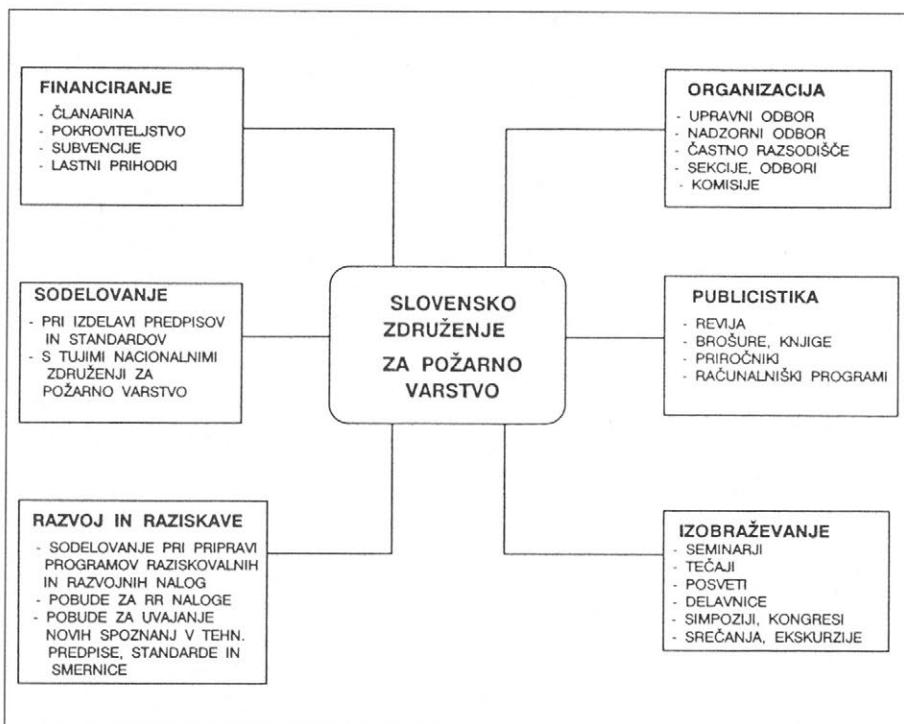 FINANCIRANJE
- ČLANARINA
- POKROVITELJSTVO
- SUBVENCIJE
- LASTNI PRIHODKI
ORGANIZACIJA
- UPRAVNI ODBOR
- NADZORNI ODBOR
- ČASTNO RAZSODIŠČE
- SEKCIJE, ODBORI
- KOMISIJE
SLOVENSKO
ZDRUŽENJE
ZA POŽARNO
VARSTVO
SODELOVANJE
- PRI IZDELAVI PREDPISOV
IN STANDARDOV
- S TUJIMI NACIONALNIMI
ZDRUŽENJI ZA
POŽARNO VARSTVO
PUBLICISTIKA
- REVIJA
- BROŠURE, KNJIGE
- PRIROČNIKI
- RAČUNALNIŠKI PROGRAMI
RAZVOJ IN RAZISKAVE
- SODELOVANJE PRI PRIPRAVI
PROGRAMOV RAZISKOVALNIH
IN RAZVOJNIH NALOG
- POBUDE ZA RR NALOGE
- POBUDE ZA UVAJANJE
NOVIH SPOZNANJ V TEHN.
PREDPISE, STANDARDE IN
SMERNICE
IZOBRAŽEVANJE
- SEMINARJI
- TEČAJI
- POSVETI
- DELAVNICE
- SIMPOZIJI, KONGRESI
- SREČANJA, EKSKURZIJE